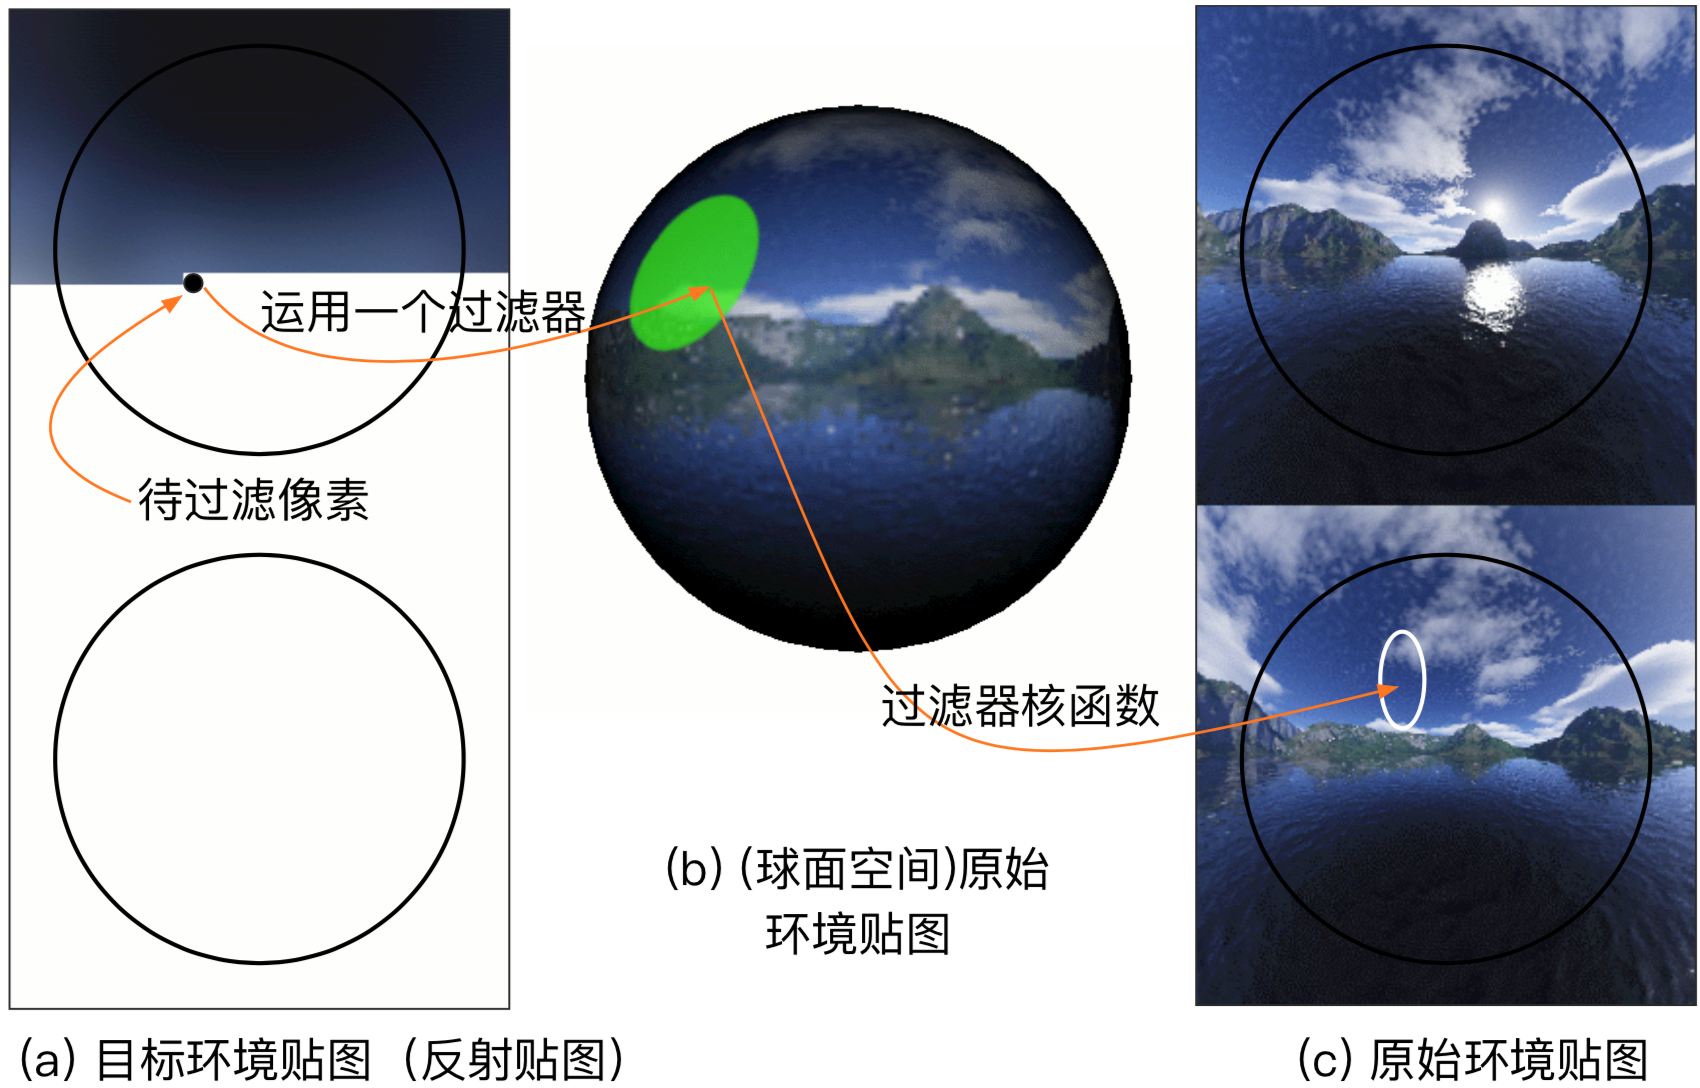 运用一个过滤器
待过滤像素
过滤器核函数
(b) (球面空间)原始
环境贴图
(a) 目标环境贴图（反射贴图）
(c) 原始环境贴图